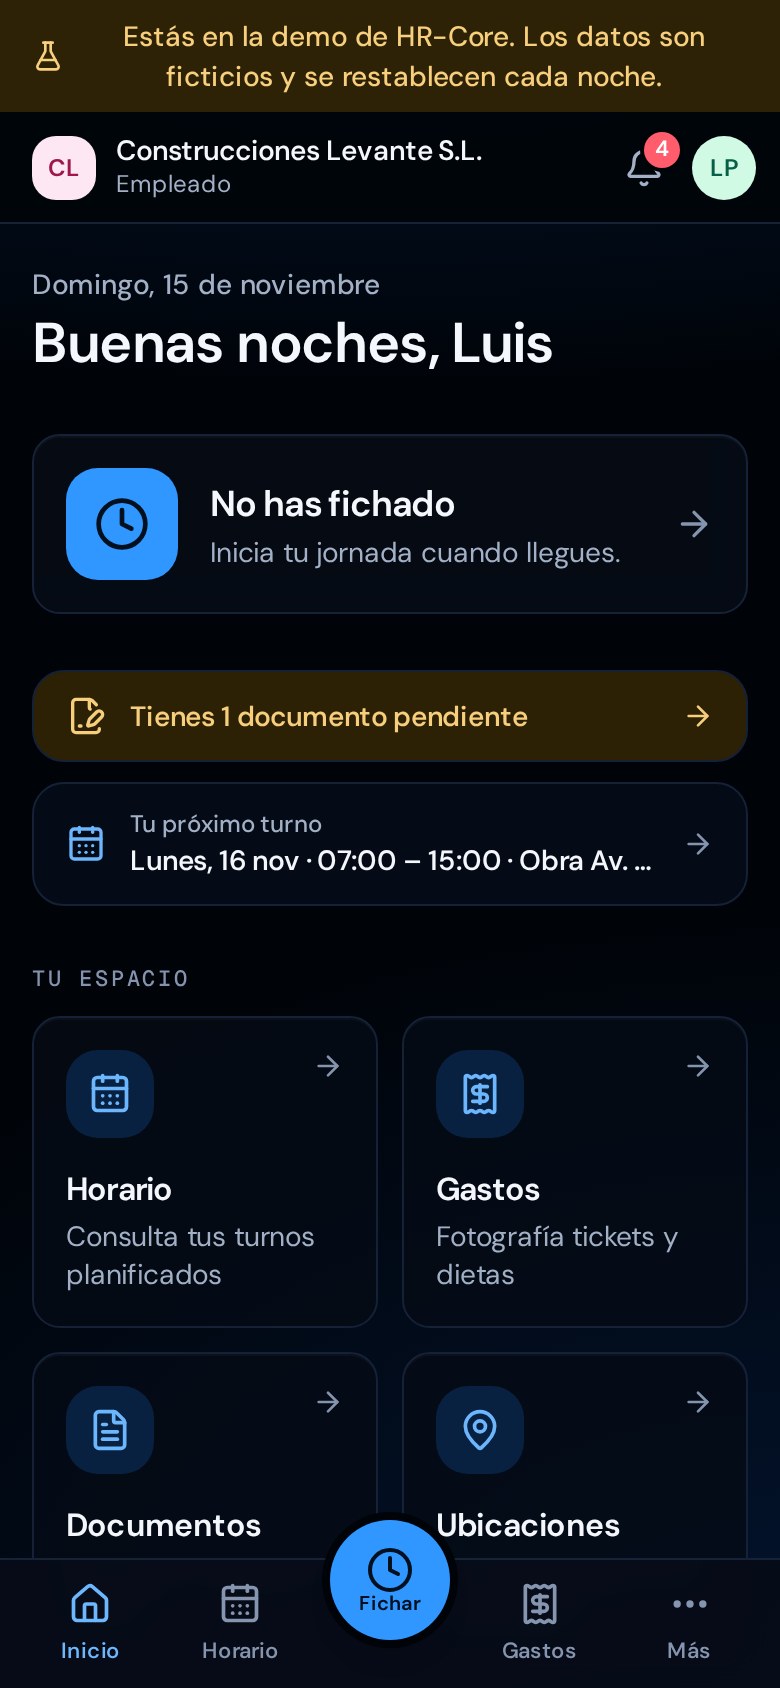 Estás en la demo de HR-Core. Los datos son
ficticios y se restablecen cada noche.
CL
Construcciones Levante S.L.
Empleado
4
LP
Domingo, 15 de noviembre
Buenas noches, Luis
No has fichado
Inicia tu jornada cuando llegues.
Tienes 1 documento pendiente
Tu próximo turno
Lunes, 16 nov · 07:00 – 15:00 · Obra Av. ...
TU ESPACIO
Horario
Consulta tus turnos
planificados
Gastos
Fotografía tickets y
dietas
Documentos
Ubicaciones
Inicio
Horario
Fichar
Gastos
Más